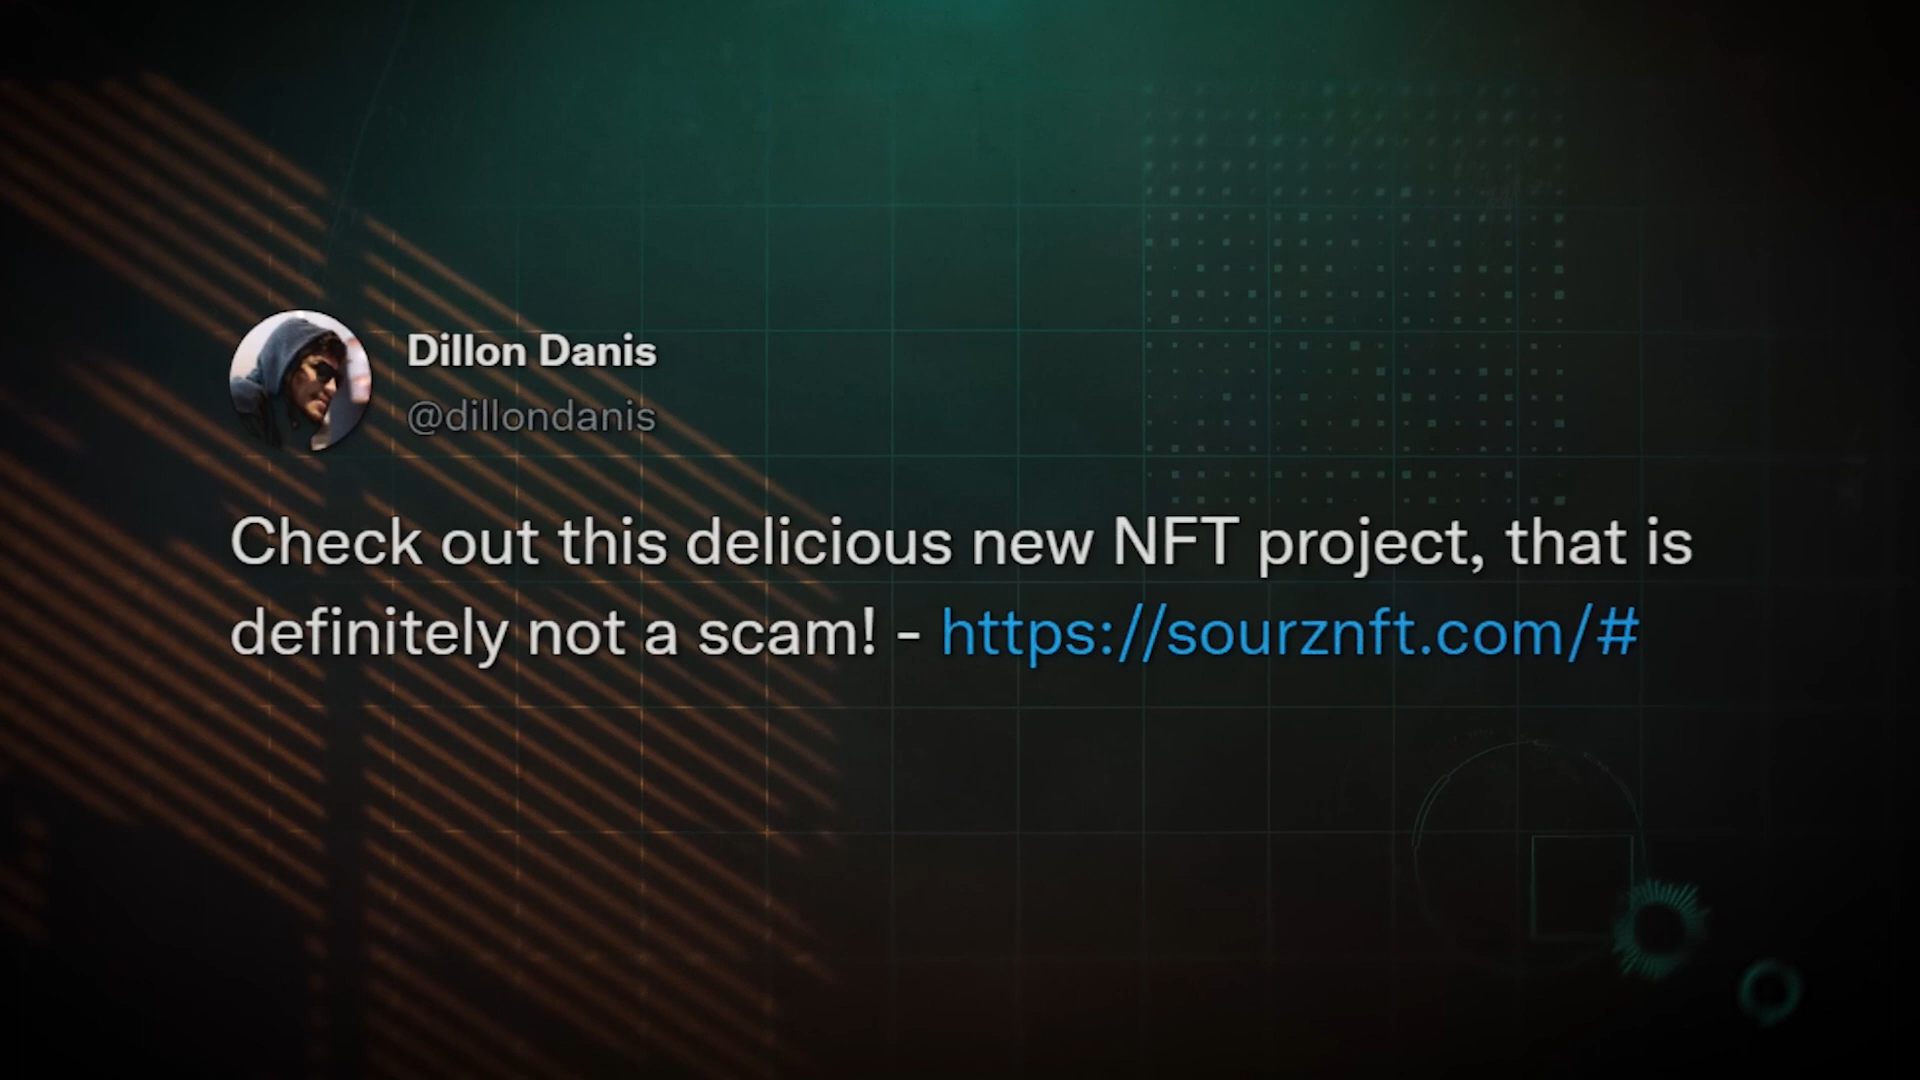 Dillon Danis
@dillondanis
Check out this delicious new NFT project, that is
definitely not a scam! - https://sourznft.com/#